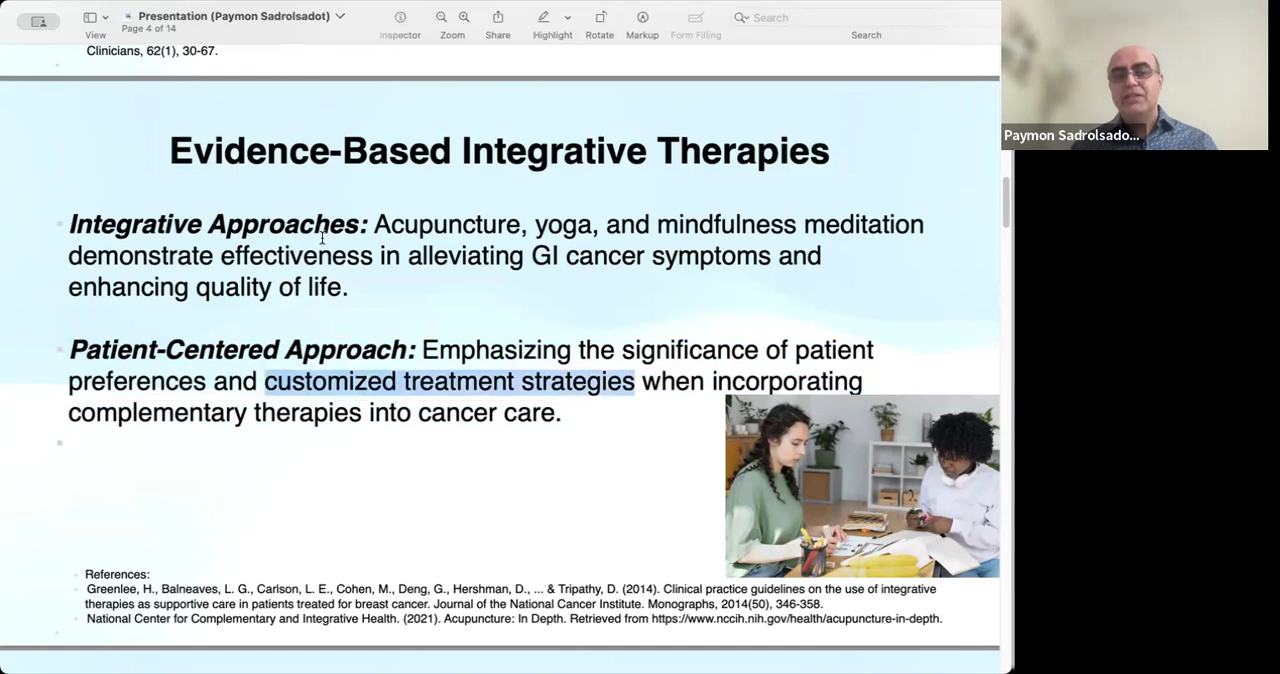 Presentation (Paymon Sadrolsadot)
Page 4 of 14
View
Inspector
Zoom
Share
Highlight
Rotate
Markup
Form Filling
Search
Search
Clinicians, 62(1), 30-67.
Paymon Sadrolsado...
Evidence-Based Integrative Therapies
Integrative Approaches: Acupuncture, yoga, and mindfulness meditation
demonstrate effectiveness in alleviating GI cancer symptoms and
enhancing quality of life.
Patient-Centered Approach: Emphasizing the significance of patient
preferences and customized treatment strategies when incorporating
complementary therapies into cancer care.
References:
Greenlee, H., Balneaves, L. G., Carlson, L. E., Cohen, M., Deng, G., Hershman, D., ... & Tripathy, D. (2014). Clinical practice guidelines on the use of integrative
therapies as supportive care in patients treated for breast cancer. Journal of the National Cancer Institute. Monographs, 2014(50), 346-358.
National Center for Complementary and Integrative Health. (2021). Acupuncture: In Depth. Retrieved from https://www.nccih.nih.gov/health/acupuncture-in-depth.